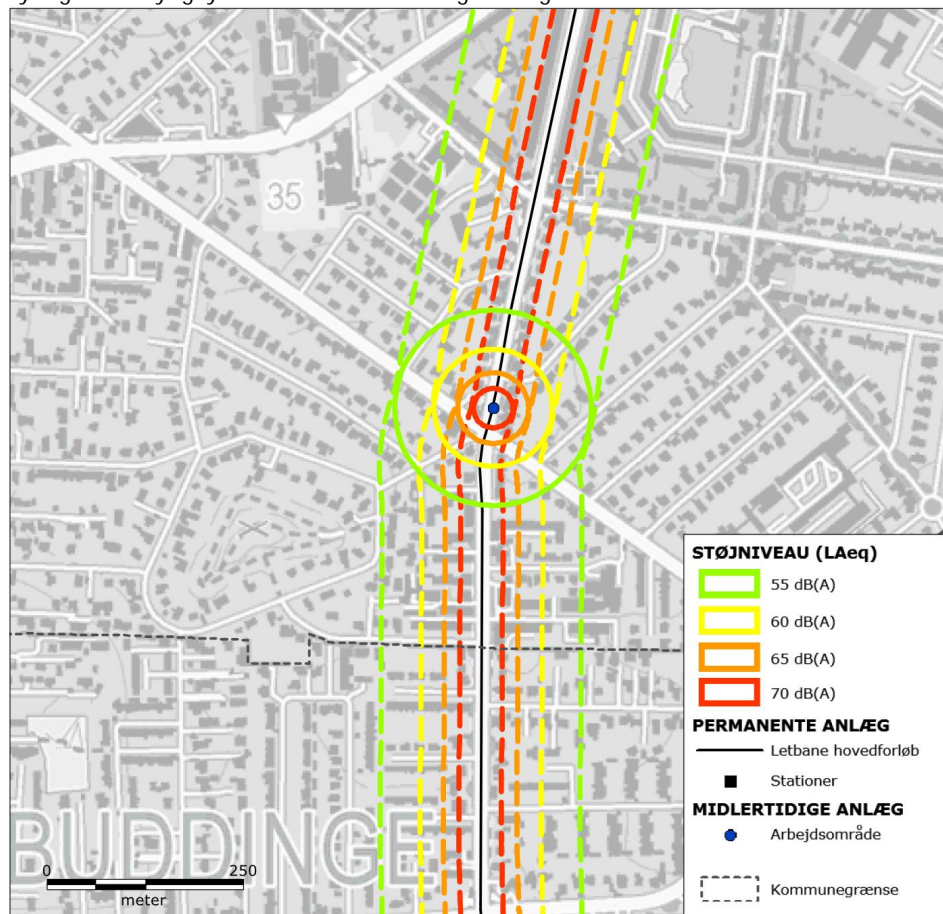 35
STØJNIVEAU (LAeq)
55 dB(A)
60 dB(A)
65 dB(A)
70 dB(A)
PERMANENTE ANLÆG
Letbane hovedforløb
Stationer
MIDLERTIDIGE ANLÆG
Arbejdsområde
Kommunegrænse
BUDDINGE
0 250
meter